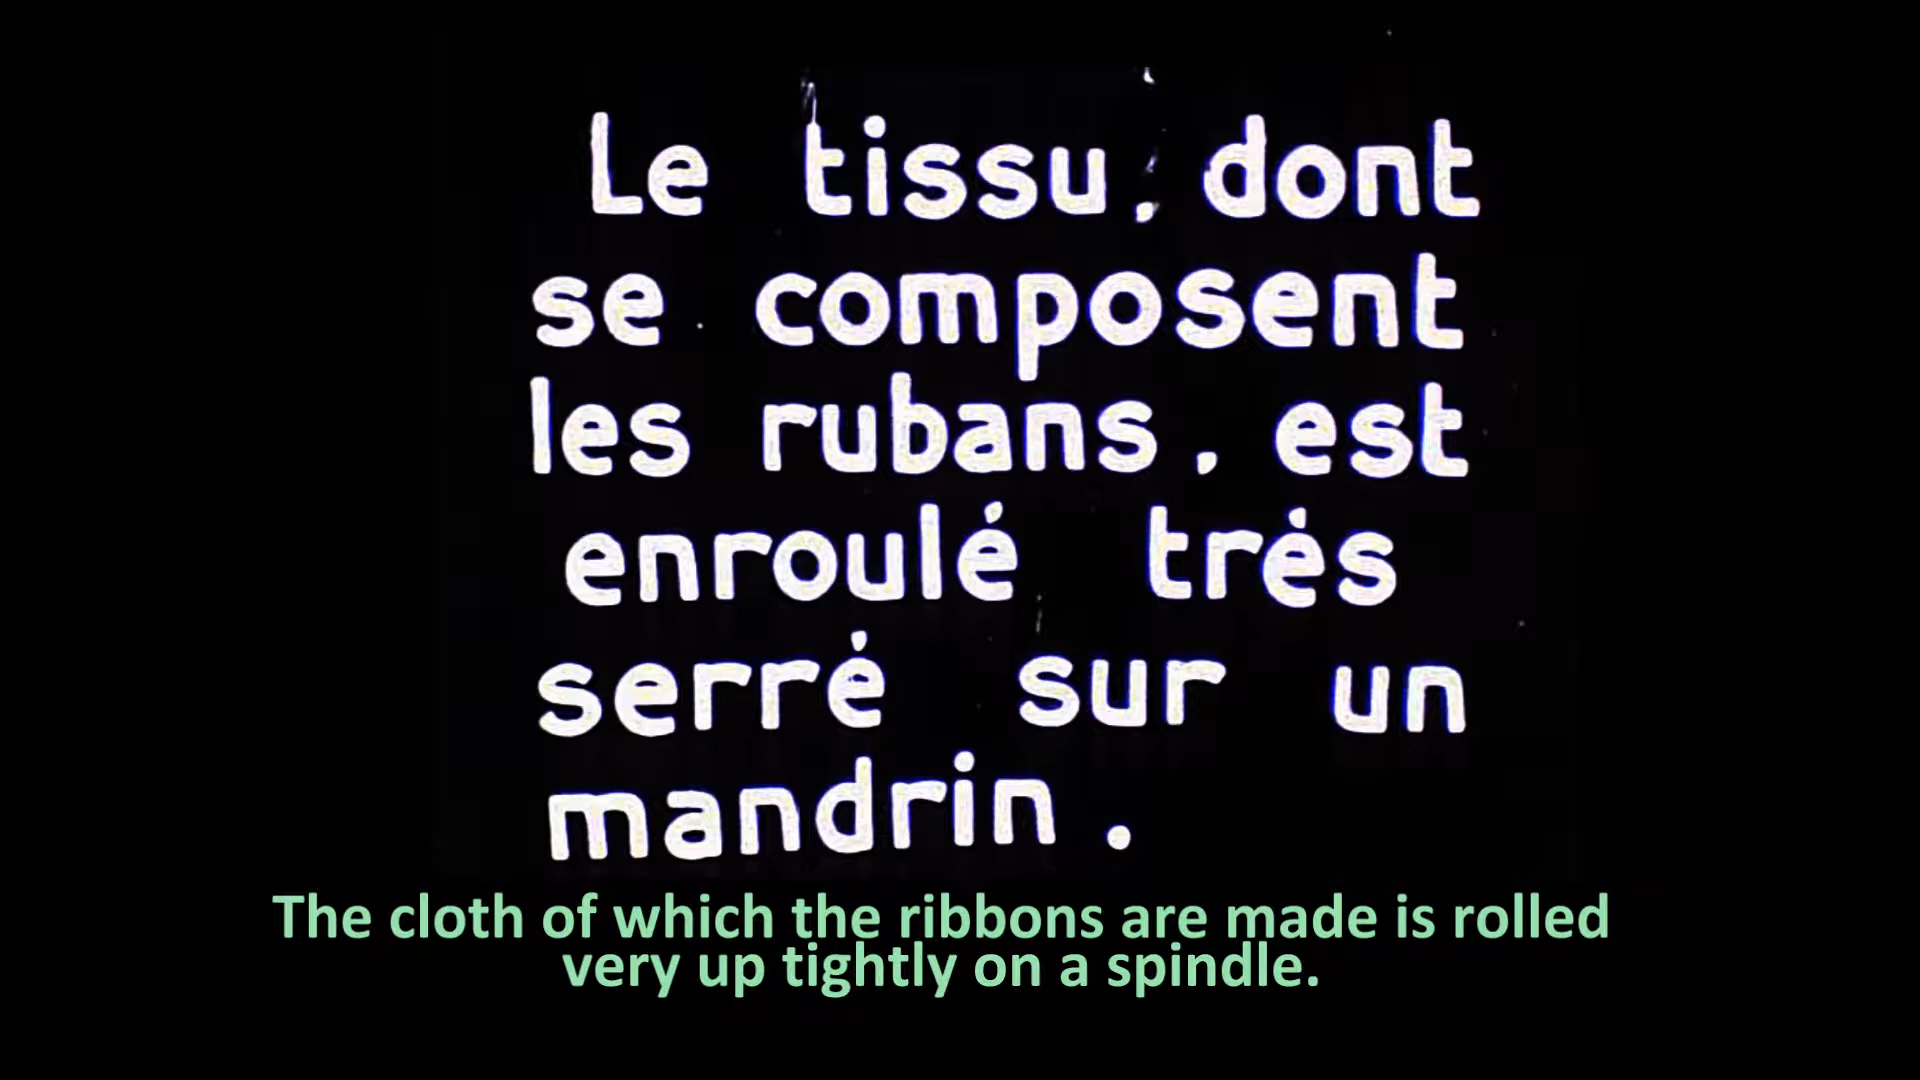 Le tissu, dont
se composent
les rubans, est
enroulé très
serré sur un
mandrin.
The cloth of which the ribbons are made is rolled
very up tightly on a spindle.